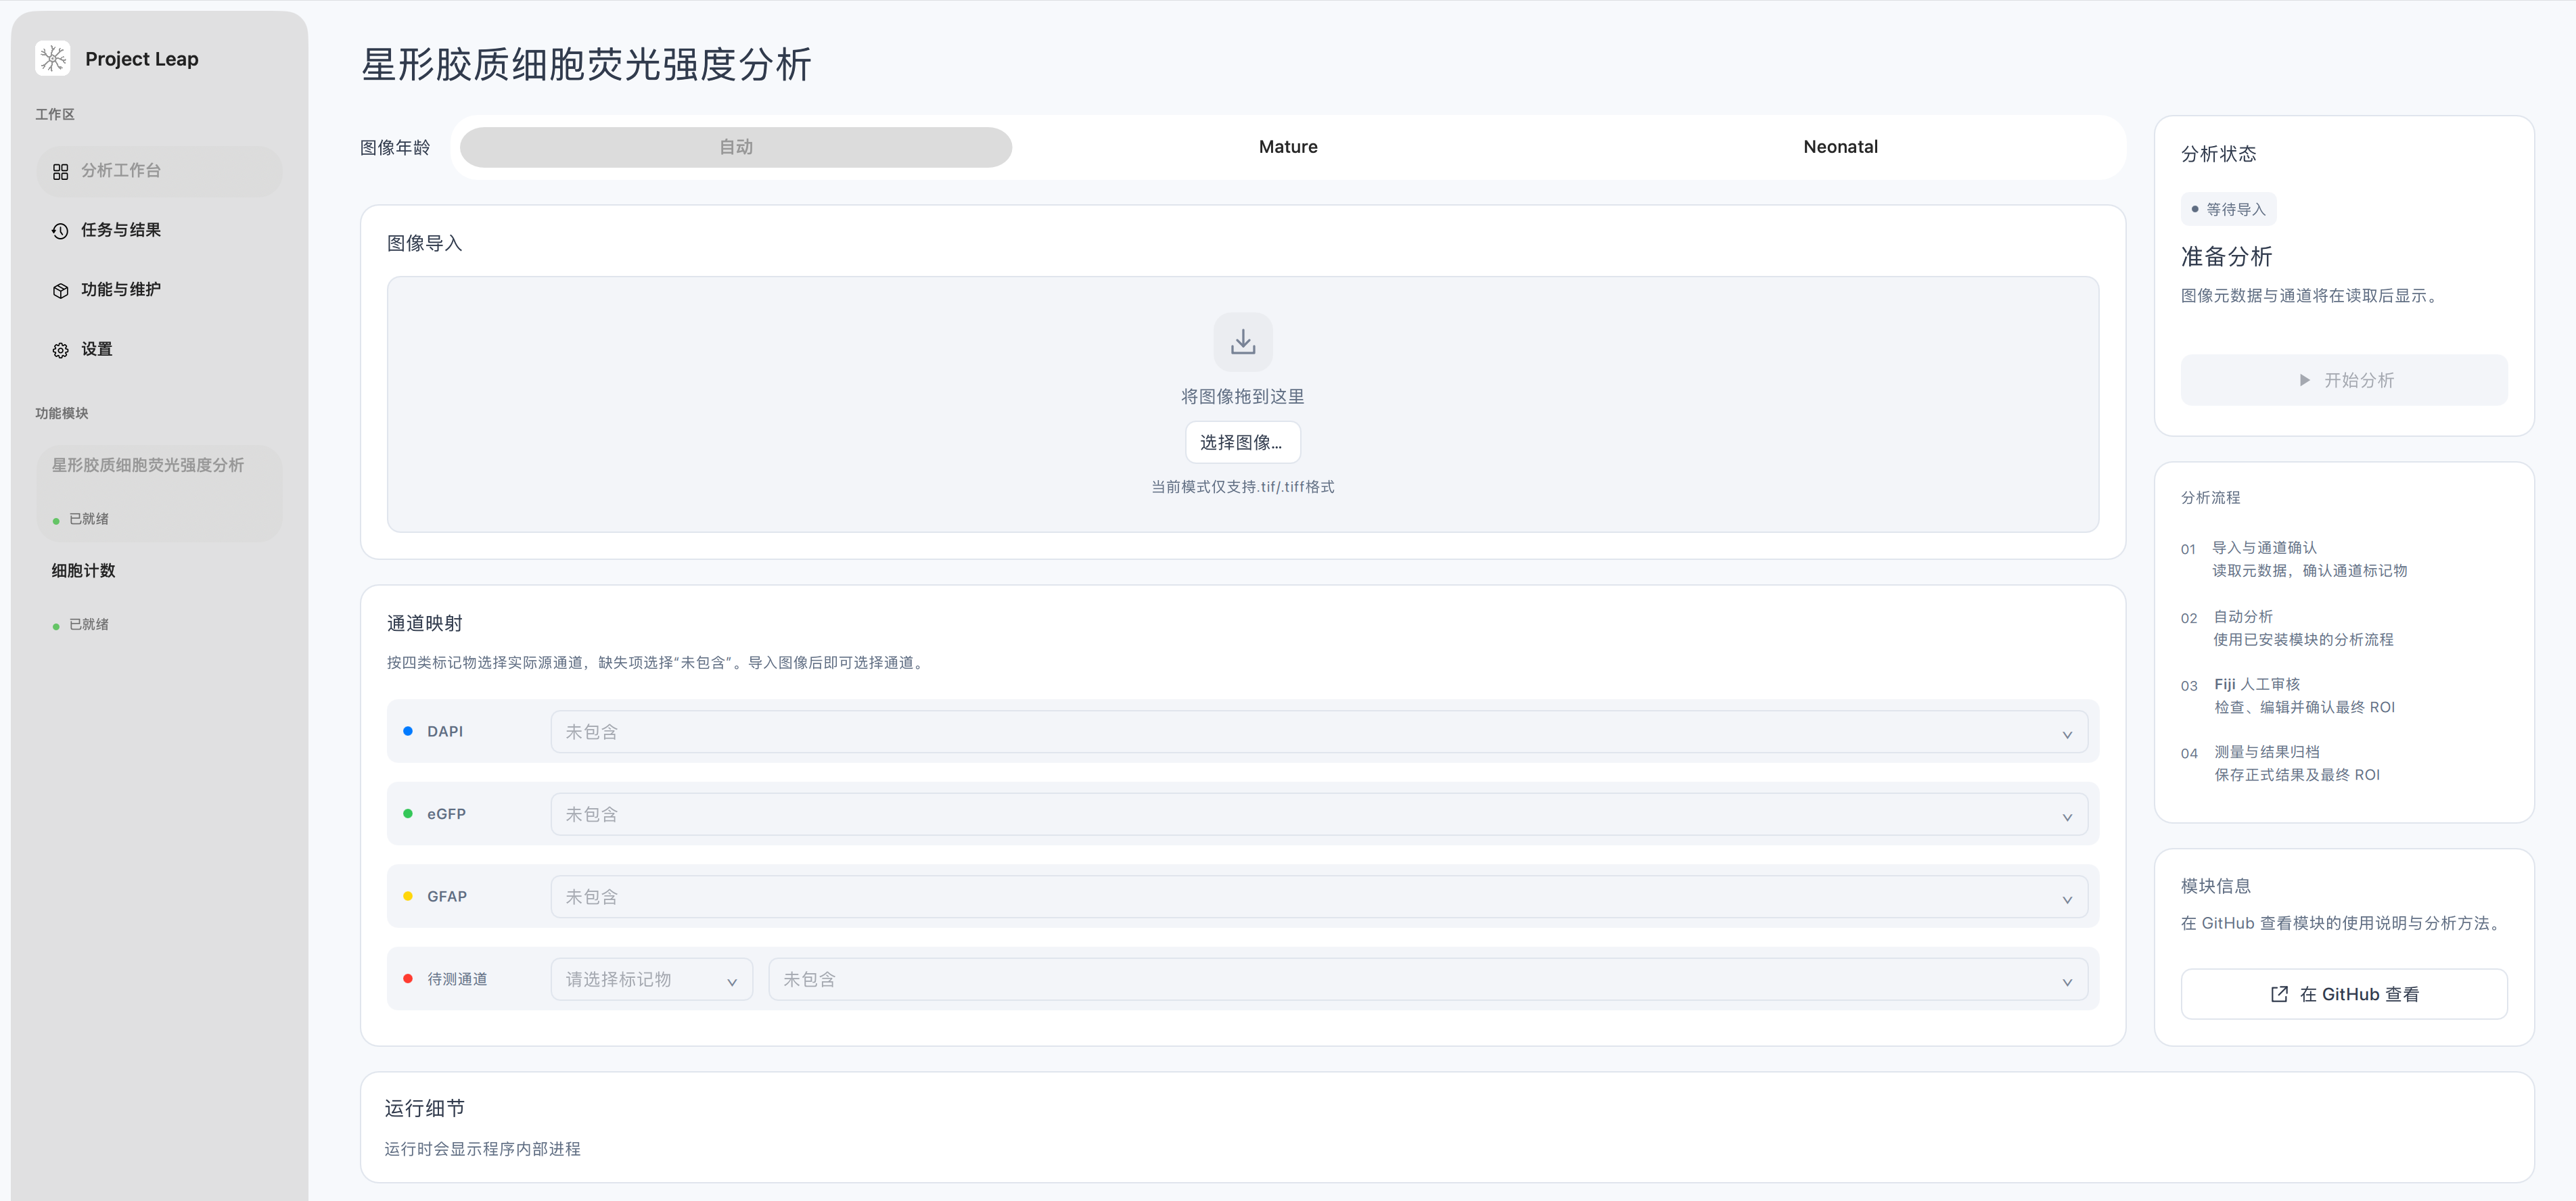 Project Leap
工作区
分析工作台
任务与结果
功能与维护
设置
功能模块
星形胶质细胞荧光强度分析
已就绪
细胞计数
已就绪
星形胶质细胞荧光强度分析
图像年龄
自动
Mature
Neonatal
图像导入
将图像拖到这里
选择图像...
当前模式仅支持.tif/.tiff格式
通道映射
按四类标记物选择实际源通道，缺失项选择“未包含”。导入图像后即可选择通道。
DAPI
未包含
eGFP
未包含
GFAP
未包含
待测通道
请选择标记物
未包含
分析状态
等待导入
准备分析
图像元数据与通道将在读取后显示。
开始分析
分析流程
01 导入与通道确认
读取元数据，确认通道标记物
02 自动分析
使用已安装模块的分析流程
03 Fiji 人工审核
检查、编辑并确认最终 ROI
04 测量与结果归档
保存正式结果及最终 ROI
模块信息
在 GitHub 查看模块的使用说明与分析方法。
在 GitHub 查看
运行细节
运行时会显示程序内部进程